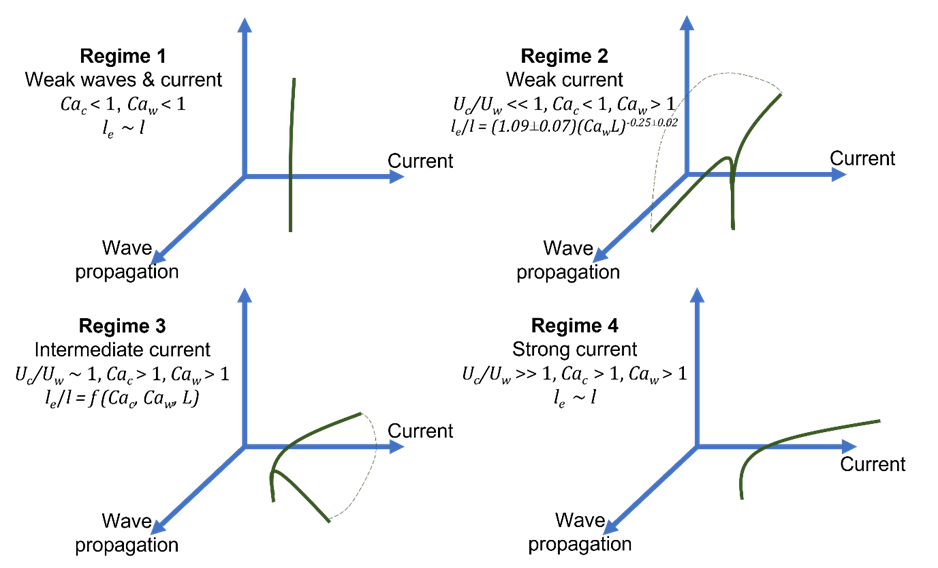 Regime 1
Weak waves & current
Ca_c < 1, Ca_w < 1
l_e ~ l
Current
Wave
propagation
Regime 2
Weak current
U_c/U_w << 1, Ca_c < 1, Ca_w > 1
l_e/l = (1.09⊥0.07)(Ca_wL)^-0.25±0.02
Current
Wave
propagation
Regime 3
Intermediate current
U_c/U_w ~ 1, Ca_c > 1, Ca_w > 1
l_e/l = f (Ca_c, Ca_w, L)
Current
Wave
propagation
Regime 4
Strong current
U_c/U_w >> 1, Ca_c > 1, Ca_w > 1
l_e ~ l
Current
Wave
propagation